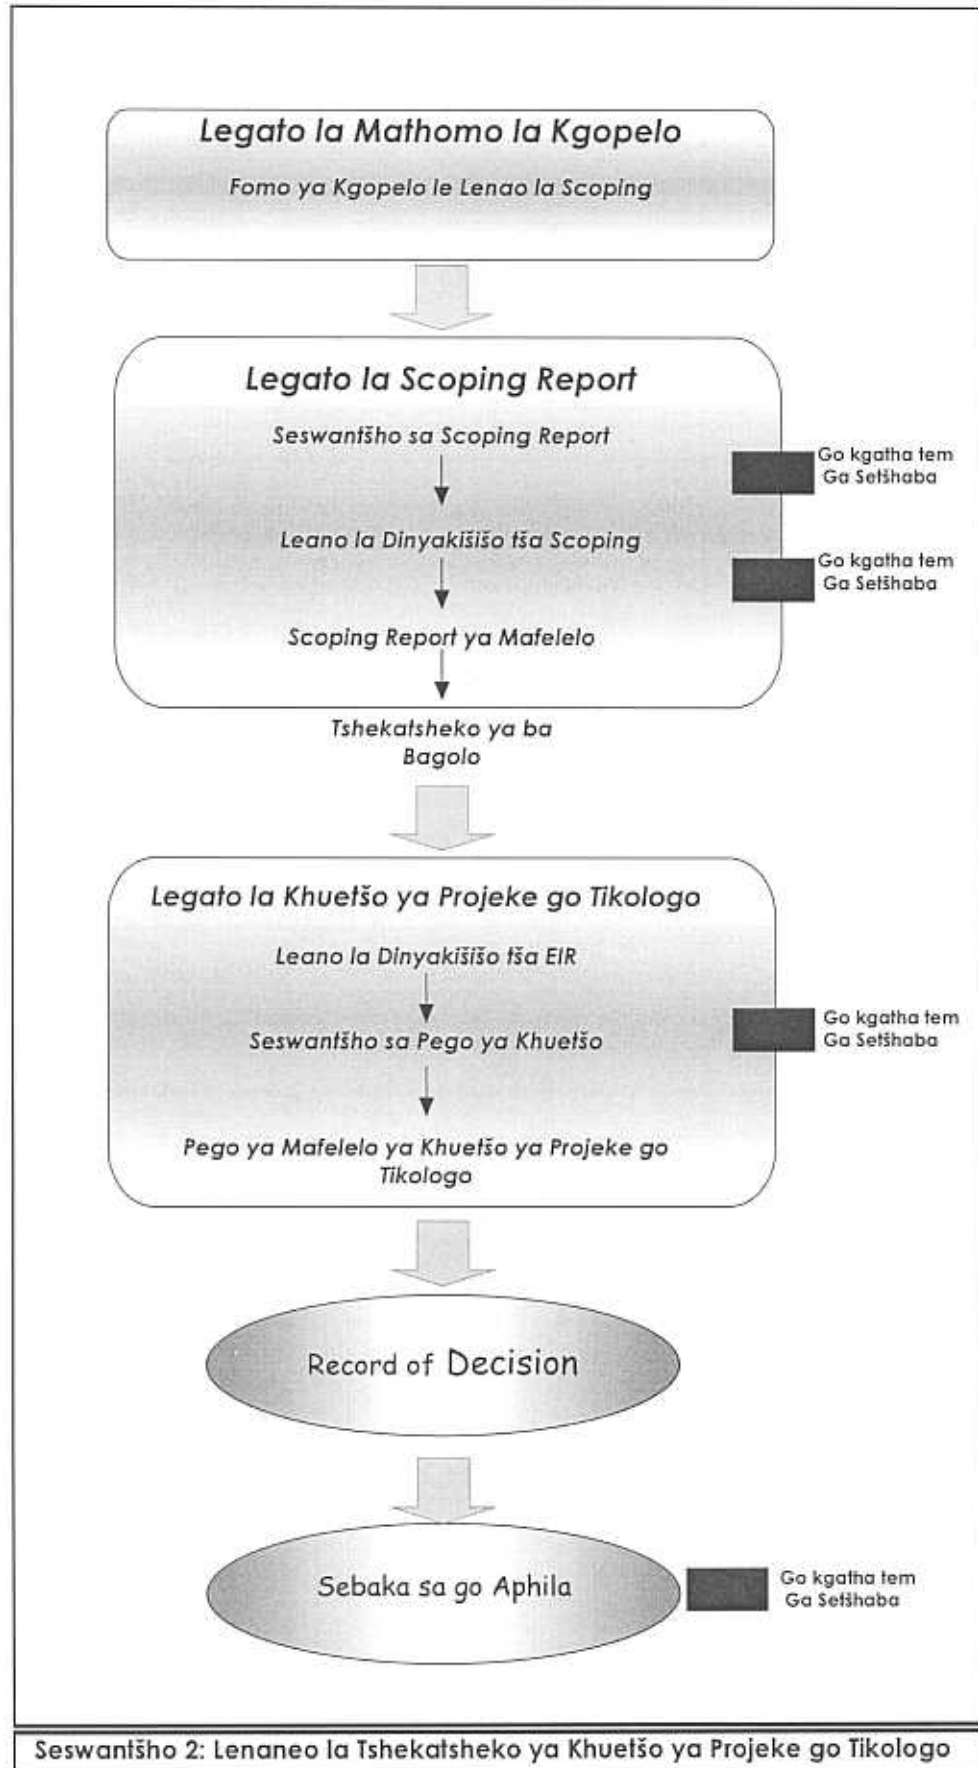 Legato la Mathomo la Kgopelo
Fomo ya Kgopelo le Lenao la Scoping
Legato la Scoping Report
Seswantšho sa Scoping Report
Go kgatha tem
Ga Setšhaba
Leano la Dinyakišišo tša Scoping
Go kgatha tem
Ga Setšhaba
Scoping Report ya Mafelelo
Tshekatsheko ya ba
Bagolo
Legato la Khuetšo ya Projeke go Tikologo
Leano la Dinyakišišo tša EIR
Seswantšho sa Pego ya Khuetšo
Go kgatha tem
Ga Setšhaba
Pego ya Mafelelo ya Khuetšo ya Projeke go
Tikologo
Record of Decision
Sebaka sa go Aphila
Go kgatha tem
Ga Setšhaba
Seswantšho 2: Lenaneo la Tshekatsheko ya Khuetšo ya Projeke go Tikologo